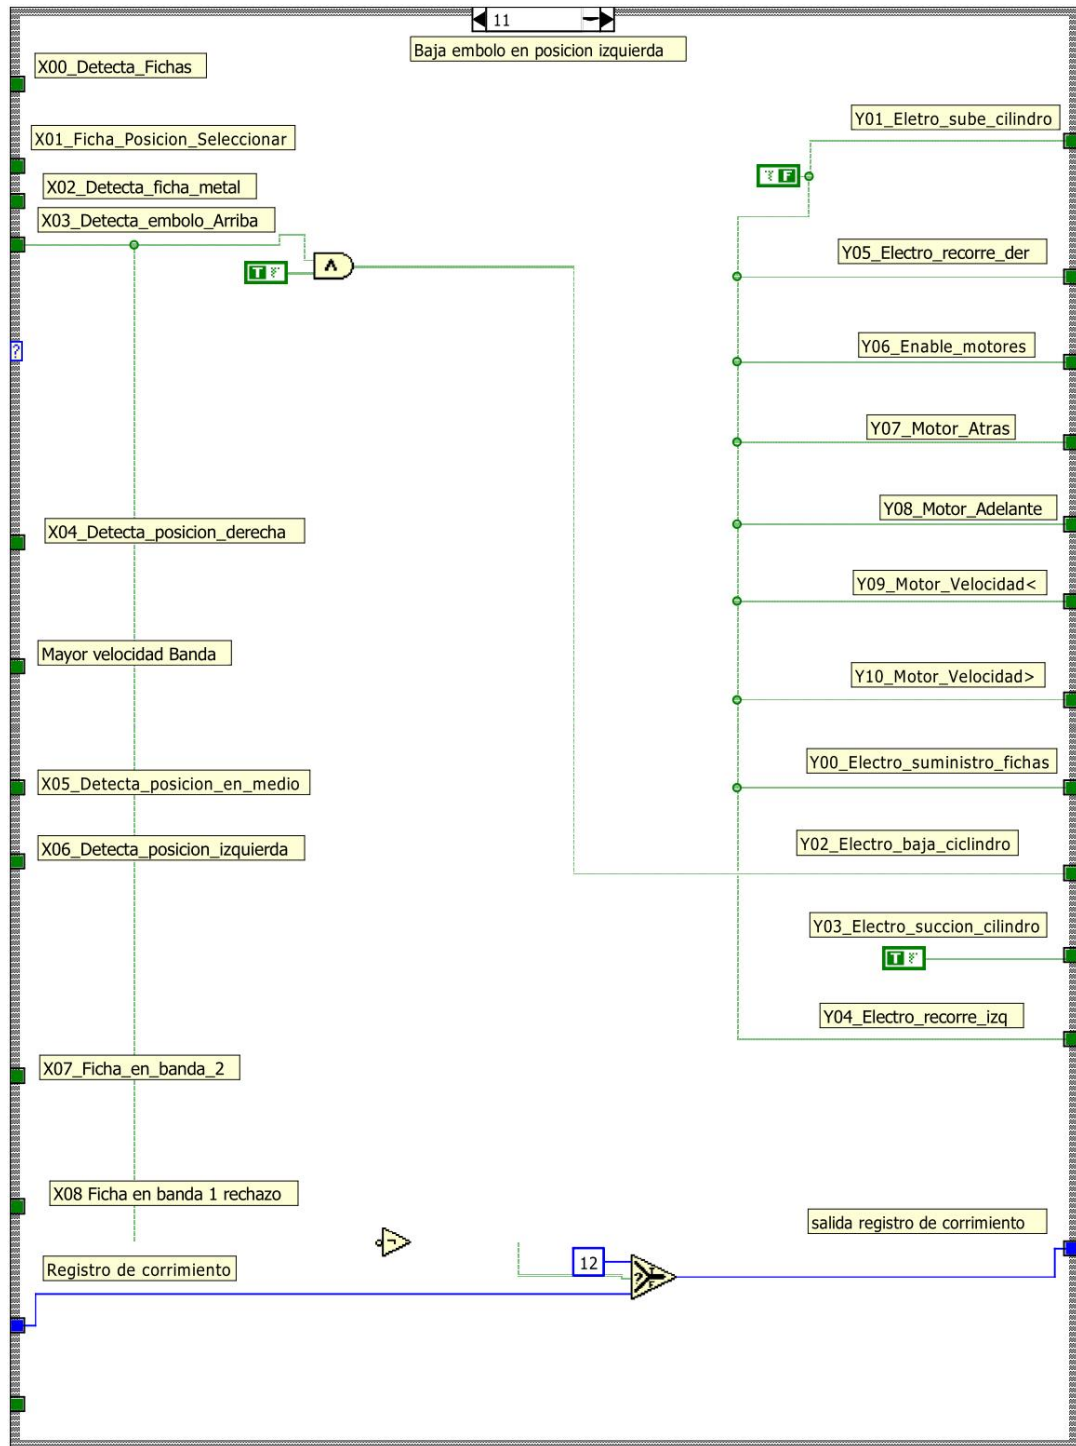 11
Baja embolo en posicion izquierda
X00_Detecta_Fichas
Y01_Eletro_sube_cilindro
X01_Ficha_Posicion_Seleccionar
F
X02_Detecta_ficha_metal
X03_Detecta_embolo_Arriba
Y05_Electro_recorre_der
T
?
Y06_Enable_motores
Y07_Motor_Atras
Y08_Motor_Adelante
X04_Detecta_posicion_derecha
Y09_Motor_Velocidad<
Mayor velocidad Banda
Y10_Motor_Velocidad>
Y00_Electro_suministro_fichas
X05_Detecta_posicion_en_medio
Y02_Electro_baja_ciclindro
X06_Detecta_posicion_izquierda
Y03_Electro_succion_cilindro
T
Y04_Electro_recorre_izq
X07_Ficha_en_banda_2
X08 Ficha en banda 1 rechazo
salida registro de corrimiento
Registro de corrimiento
12
? T F